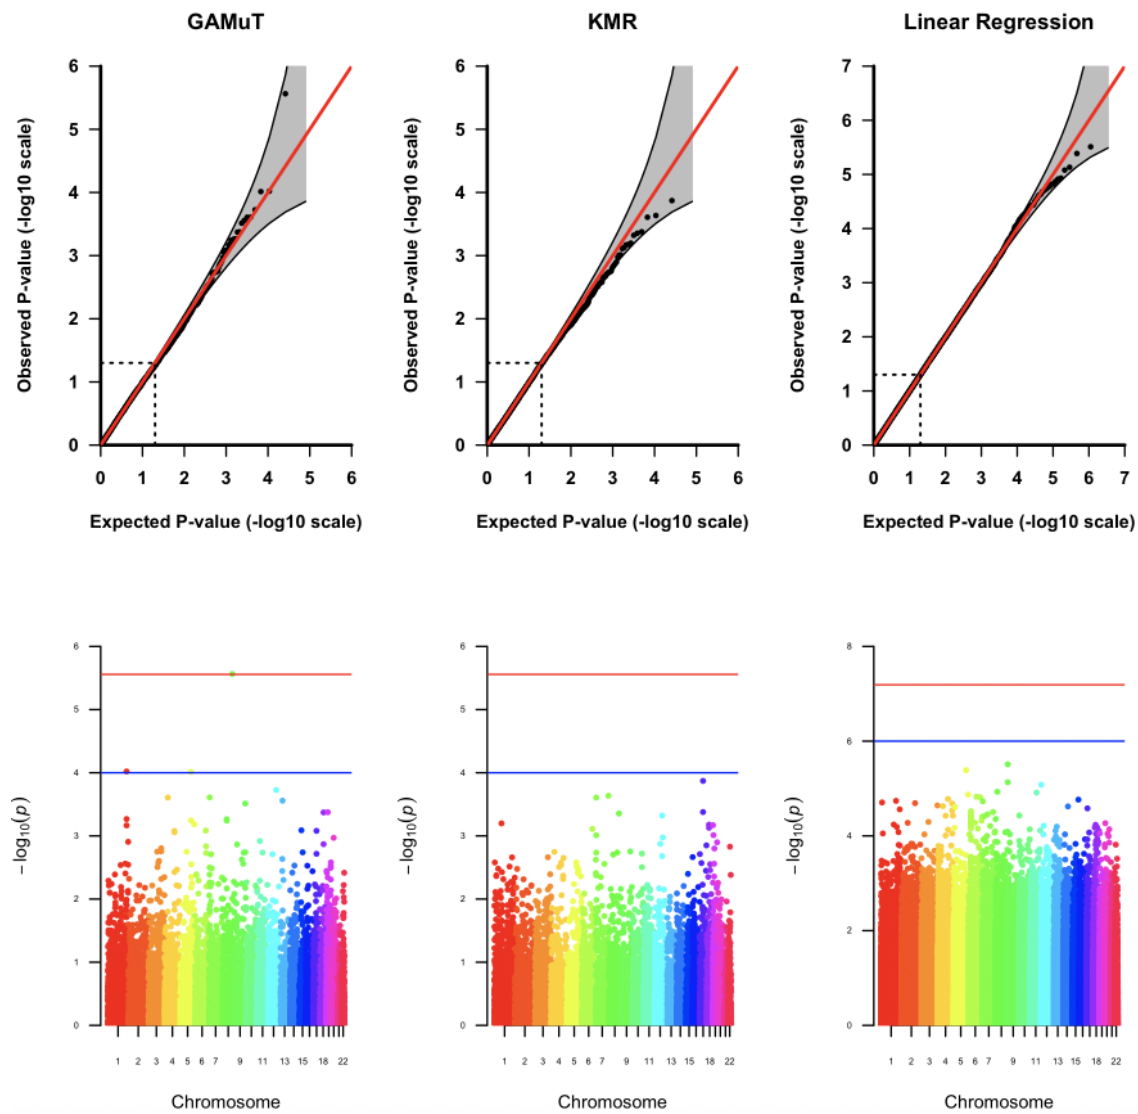 GAMuT KMR Linear Regression
Observed P-value (-log10 scale)
6
5
4
3
2
1
0
0 1 2 3 4 5 6
Expected P-value (-log10 scale)
Observed P-value (-log10 scale)
6
5
4
3
2
1
0
0 1 2 3 4 5 6
Expected P-value (-log10 scale)
Observed P-value (-log10 scale)
7
6
5
4
3
2
1
0
0 1 2 3 4 5 6 7
Expected P-value (-log10 scale)
−log10(p)
6
5
4
3
2
1
0
1 2 3 4 5 6 7 9 11 13 15 18 22
Chromosome
−log10(p)
6
5
4
3
2
1
0
1 2 3 4 5 6 7 9 11 13 15 18 22
Chromosome
−log10(p)
8
6
4
2
0
1 2 3 4 5 6 7 9 11 13 15 18 22
Chromosome